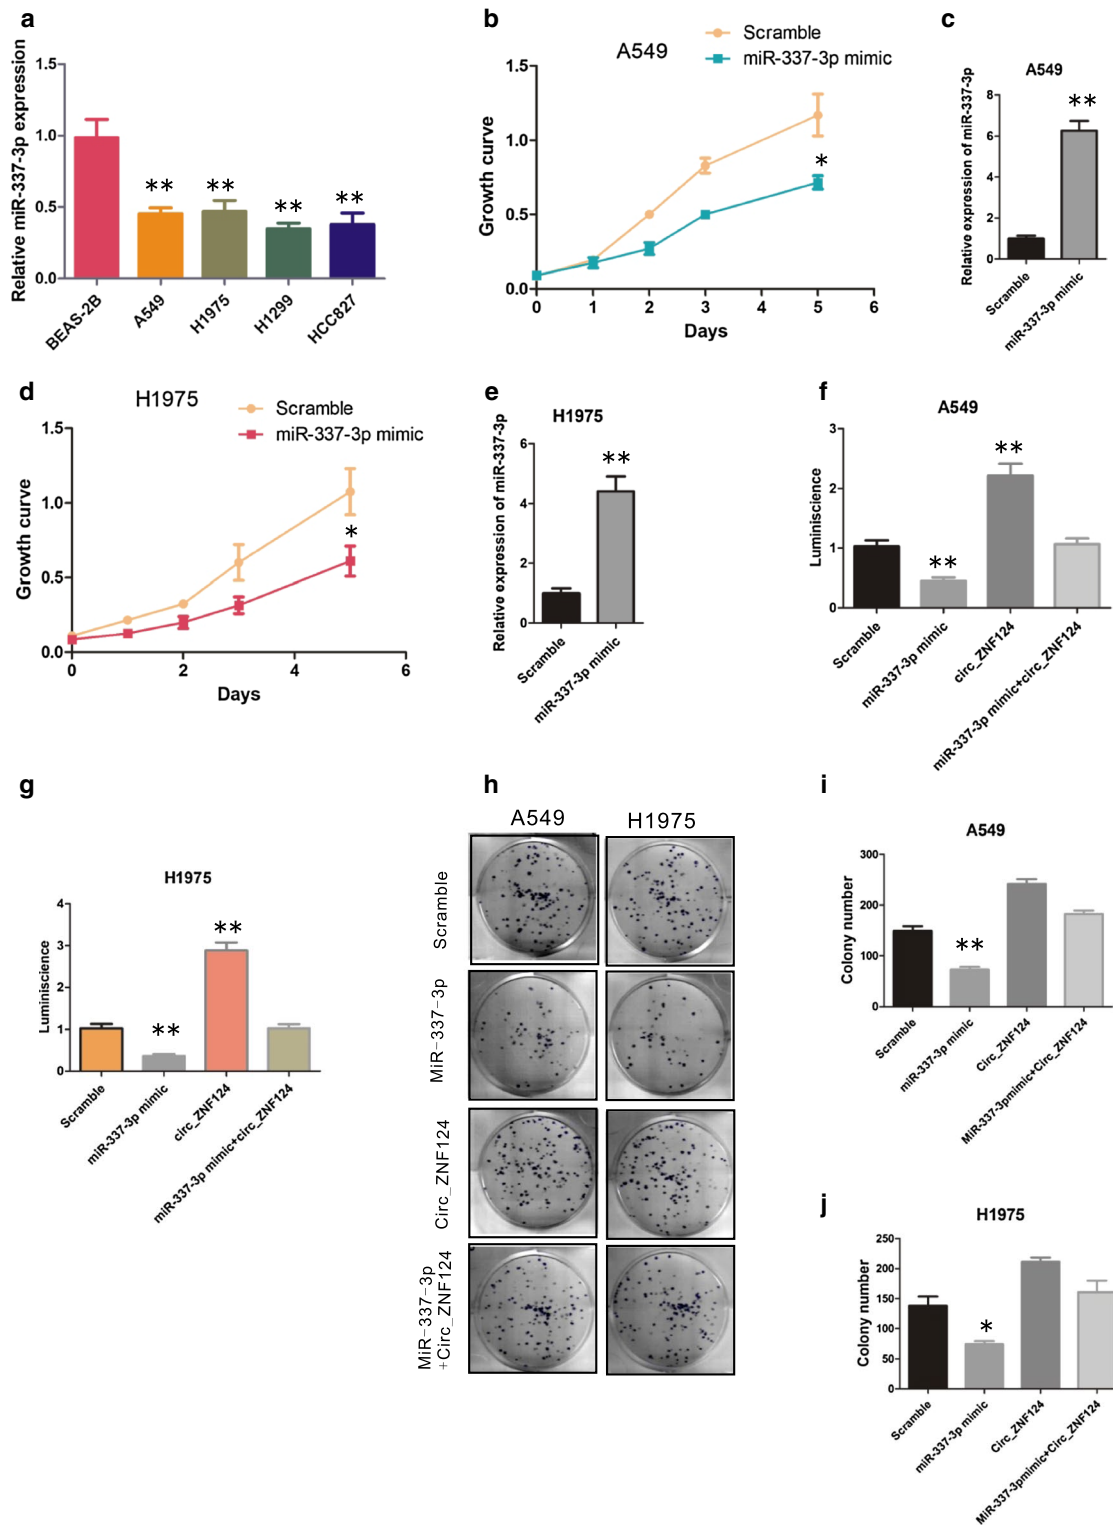 a
Relative miR-337-3p expression
1.5
1.0
0.5
0.0
**
**
**
**
BEAS-2B
A549
H1975
H1299
HCC827
b
A549
Scramble
miR-337-3p mimic
Growth curve
1.5
1.0
0.5
0.0
*
0
1
2
3
4
5
6
Days
c
A549
Relative expression of miR-337-3p
8
6
4
2
0
**
Scramble
miR-337-3p mimic
d
H1975
Scramble
miR-337-3p mimic
Growth curve
1.5
1.0
0.5
0.0
*
0
2
4
6
Days
e
H1975
Relative expression of miR-337-3p
6
4
2
0
**
Scramble
miR-337-3p mimic
f
A549
Luminiscience
3
2
1
0
**
**
Scramble
miR-337-3p mimic
circ_ZNF124
miR-337-3p mimic+circ_ZNF124
g
H1975
Luminiscience
4
3
2
1
0
**
**
Scramble
miR-337-3p mimic
circ_ZNF124
miR-337-3p mimic+circ_ZNF124
h
A549
H1975
Scramble
MiR-337-3p
Circ_ZNF124
MiR-337-3p
+Circ_ZNF124
i
A549
Colony number
300
200
100
0
**
Scramble
miR-337-3p mimic
Circ_ZNF124
MiR-337-3pmimic+Circ_ZNF124
j
H1975
Colony number
250
200
150
100
50
0
*
Scramble
miR-337-3p mimic
Circ_ZNF124
MiR-337-3pmimic+Circ_ZNF124